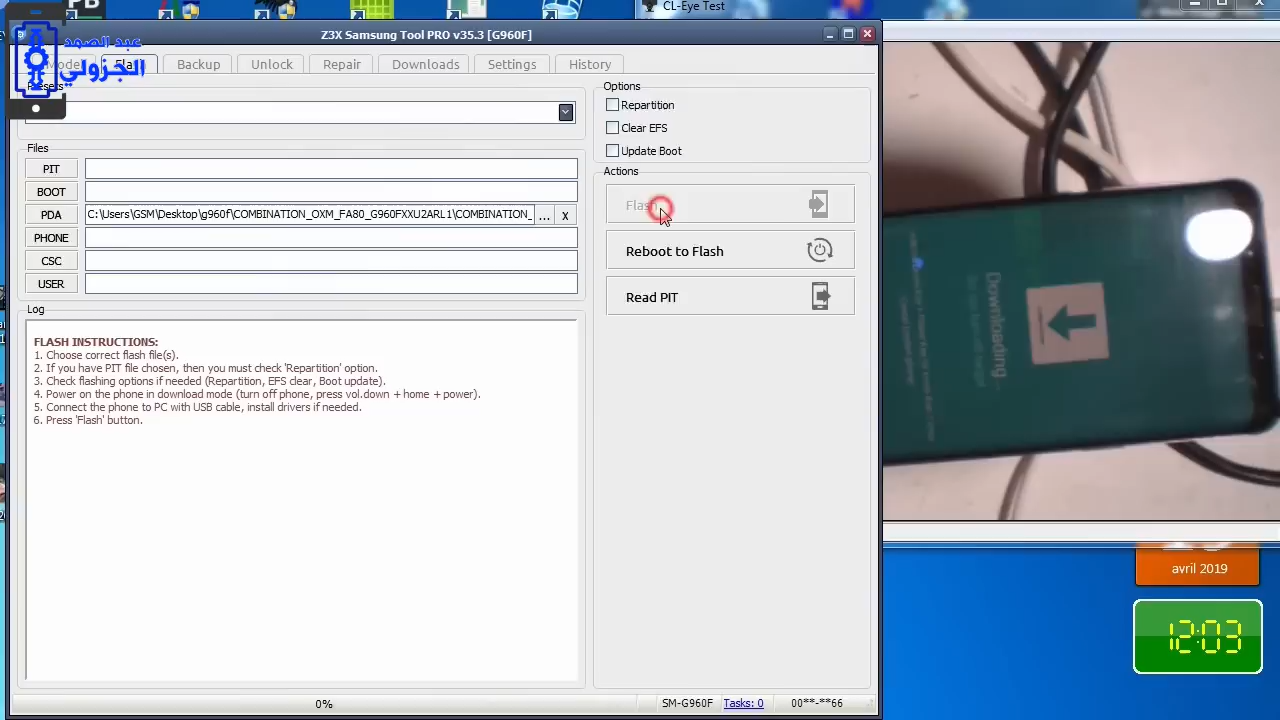 CL-Eye Test
Z3X Samsung Tool PRO v35.3 [G960F]
عبد الصمد
الجزولي
Backup
Unlock
Repair
Downloads
Settings
History
Options
Repartition
Clear EFS
Update Boot
Files
PIT
BOOT
PDA
C:\Users\GSM\Desktop\g960f\COMBINATION_OXM_FA80_G960FXXU2ARL1\COMBINATION_
...
x
PHONE
CSC
USER
Actions
Flash
Reboot to Flash
Read PIT
Log
FLASH INSTRUCTIONS:
1. Choose correct flash file(s).
2. If you have PIT file chosen, then you must check 'Repartition' option.
3. Check flashing options if needed (Repartition, EFS clear, Boot update).
4. Power on the phone in download mode (turn off phone, press vol.down + home + power).
5. Connect the phone to PC with USB cable, install drivers if needed.
6. Press 'Flash' button.
0%
SM-G960F
Tasks: 0
00**-**66
Downloading...
avril 2019
12:03